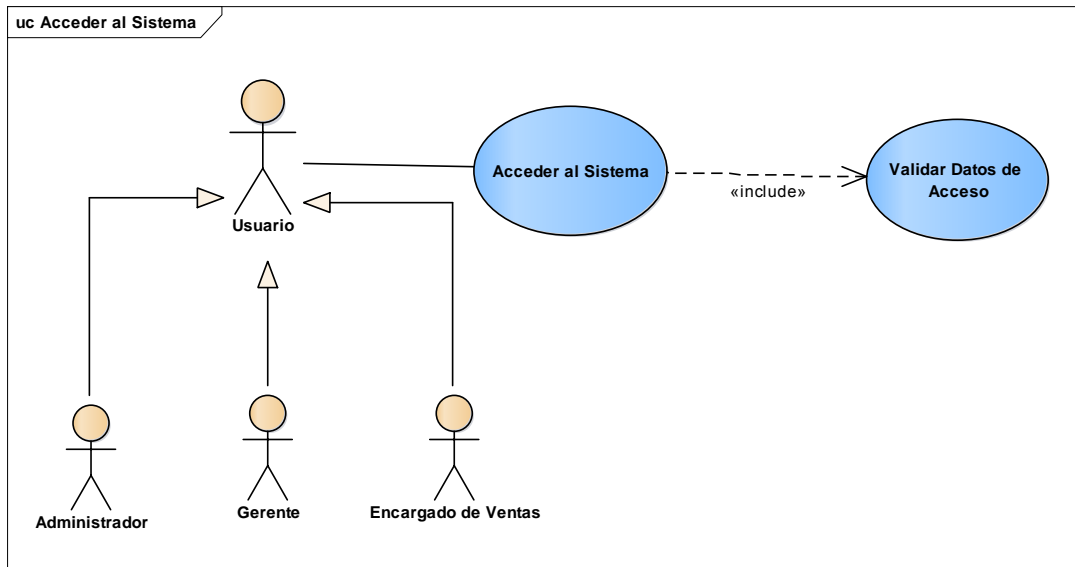 uc Acceder al Sistema
Usuario
Acceder al Sistema
«include»
Validar Datos de
Acceso
Administrador
Gerente
Encargado de Ventas